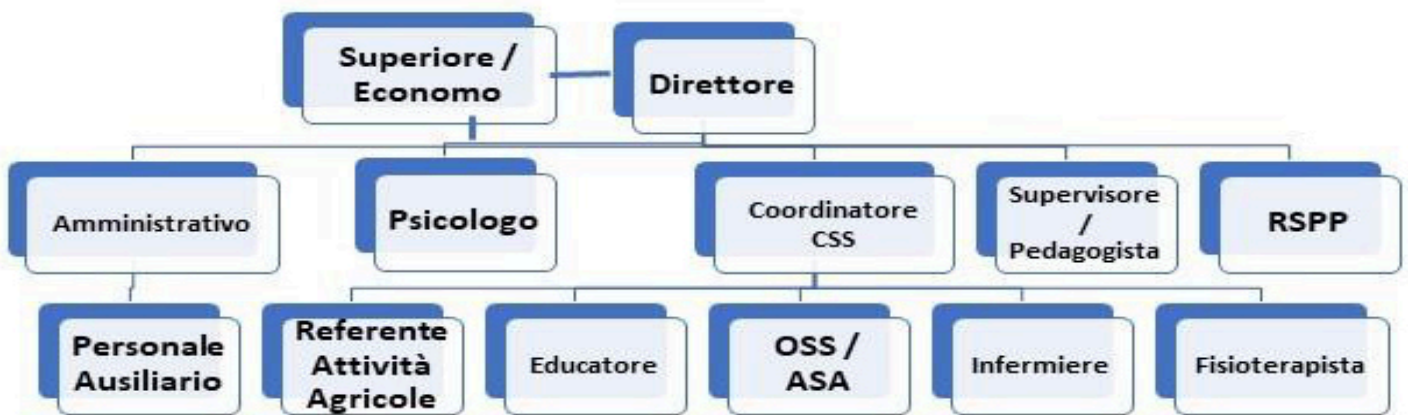 Superiore /
Economo
Direttore
Amministrativo
Psicologo
Coordinatore
CSS
Supervisore
/
Pedagogista
RSPP
Personale
Ausiliario
Referente
Attività
Agricole
Educatore
OSS /
ASA
Infermiere
Fisioterapista